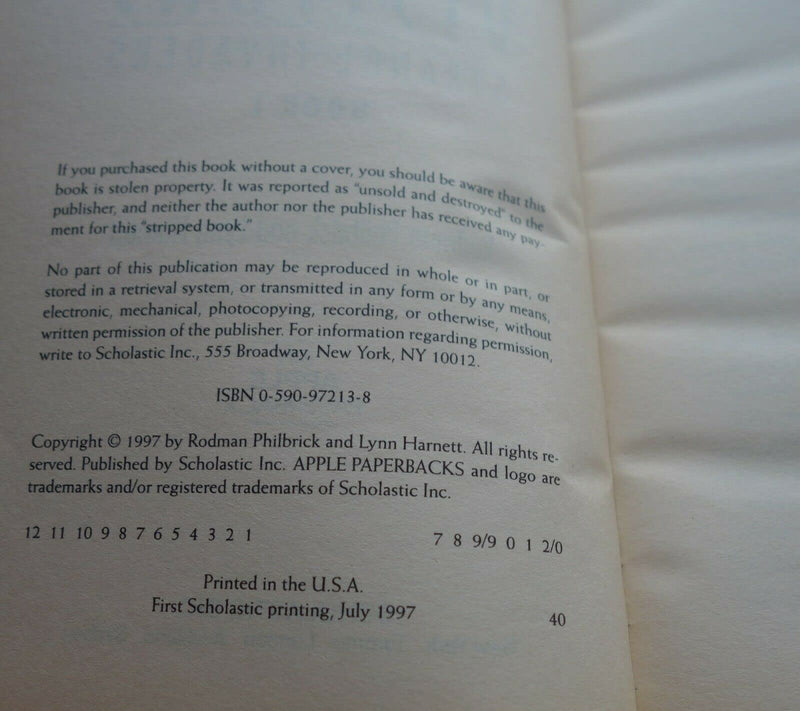 If you purchased this book without a cover, you should be aware that this
book is stolen property. It was reported as "unsold and destroyed" to the
publisher, and neither the author nor the publisher has received any pay-
ment for this "stripped book."
No part of this publication may be reproduced in whole or in part, or
stored in a retrieval system, or transmitted in any form or by any means,
electronic, mechanical, photocopying, recording, or otherwise, without
written permission of the publisher. For information regarding permission,
write to Scholastic Inc., 555 Broadway, New York, NY 10012.
ISBN 0-590-97213-8
Copyright © 1997 by Rodman Philbrick and Lynn Harnett. All rights re-
served. Published by Scholastic Inc. APPLE PAPERBACKS and logo are
trademarks and/or registered trademarks of Scholastic Inc.
12 11 10 9 8 7 6 5 4 3 2 1 7 8 9/9 0 1 2/0
Printed in the U.S.A. 
First Scholastic printing, July 1997 40